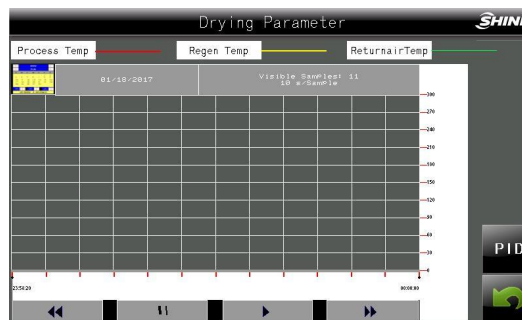 Drying Parameter
SHINI
Process Temp
Regen Temp
ReturnairTemp
01/10/2017
Visible Samples: 11
10 s/Sample
300
270
240
210
180
150
120
90
60
30
0
23:58:20
00:00:00
PID